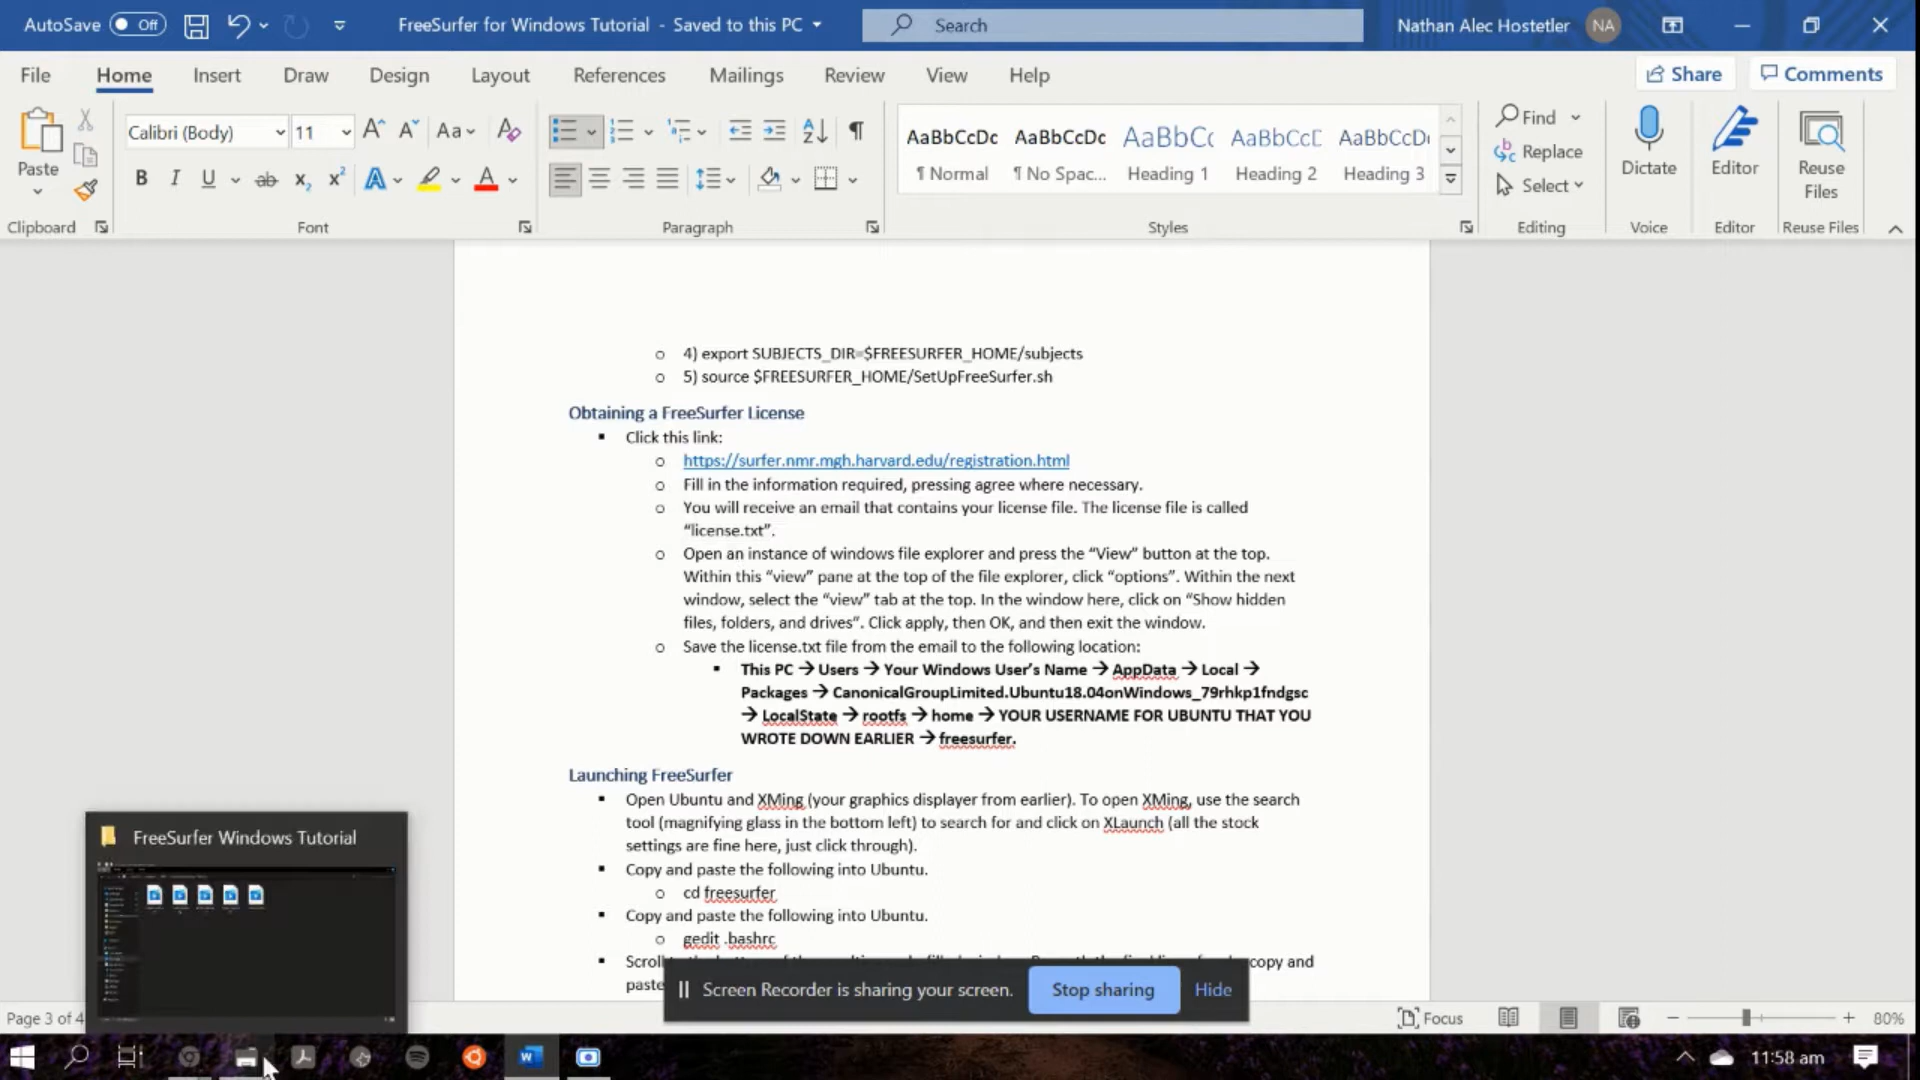 AutoSave Off FreeSurfer for Windows Tutorial - Saved to this PC Search Nathan Alec Hostetler NA
File Home Insert Draw Design Layout References Mailings Review View Help Share Comments
Calibri (Body) 11 Aa AaBbCcDc AaBbCcDc AaBbC AaBbCcD AaBbCcD Find
Replace
Paste B I U ab x₂ x² A A ¶ Normal ¶ No Spac... Heading 1 Heading 2 Heading 3 Select Dictate Editor Reuse
Files
Clipboard Font Paragraph Styles Editing Voice Editor Reuse Files
o 4) export SUBJECTS_DIR=$FREESURFER_HOME/subjects
o 5) source $FREESURFER_HOME/SetUpFreeSurfer.sh
Obtaining a FreeSurfer License
▪ Click this link:
o https://surfer.nmr.mgh.harvard.edu/registration.html
o Fill in the information required, pressing agree where necessary.
o You will receive an email that contains your license file. The license file is called
“license.txt”.
o Open an instance of windows file explorer and press the “View” button at the top.
Within this “view” pane at the top of the file explorer, click “options”. Within the next
window, select the “view” tab at the top. In the window here, click on “Show hidden
files, folders, and drives”. Click apply, then OK, and then exit the window.
o Save the license.txt file from the email to the following location:
▪ This PC → Users → Your Windows User’s Name → AppData → Local →
Packages → CanonicalGroupLimited.Ubuntu18.04onWindows_79rhkp1fndgsc
→ LocalState → rootfs → home → YOUR USERNAME FOR UBUNTU THAT YOU
WROTE DOWN EARLIER → freesurfer.
Launching FreeSurfer
▪ Open Ubuntu and XMing (your graphics displayer from earlier). To open XMing, use the search
tool (magnifying glass in the bottom left) to search for and click on XLaunch (all the stock
settings are fine here, just click through).
▪ Copy and paste the following into Ubuntu.
o cd freesurfer
▪ Copy and paste the following into Ubuntu.
o gedit .bashrc
▪ Scroll copy and
paste
FreeSurfer Windows Tutorial
Screen Recorder is sharing your screen. Stop sharing Hide
Page 3 of 4 Focus 80%
11:58 am